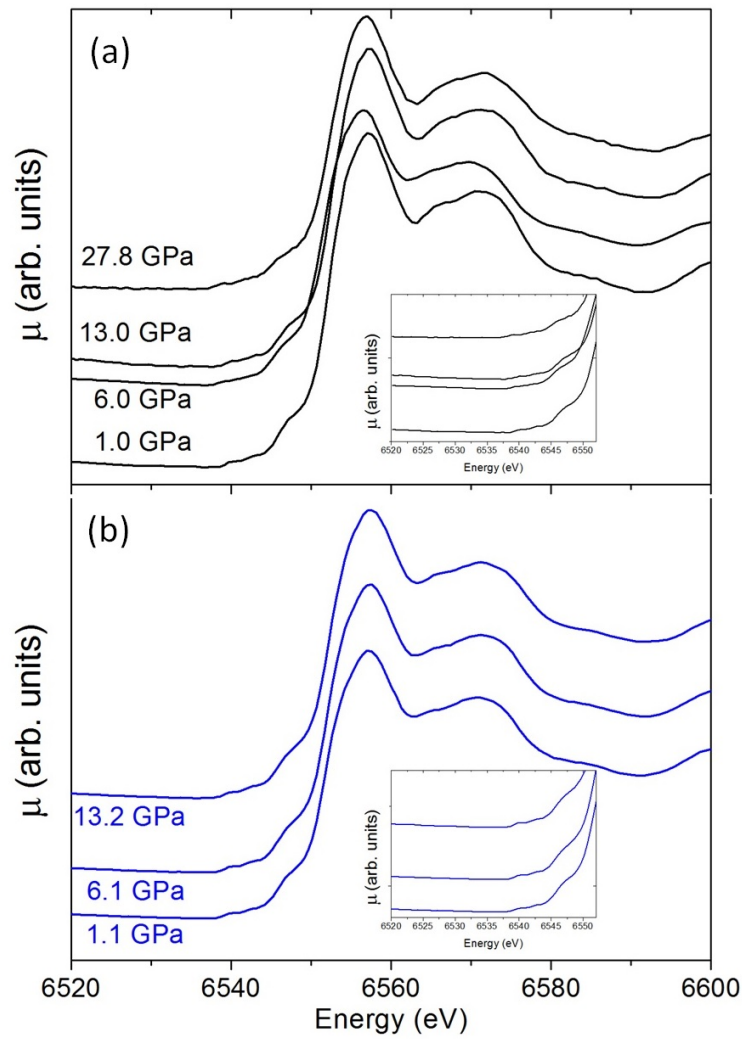 (a)
μ (arb. units)
27.8 GPa
13.0 GPa
6.0 GPa
1.0 GPa
μ (arb. units)
6520 6525 6530 6535 6540 6545 6550
Energy (eV)
(b)
μ (arb. units)
13.2 GPa
6.1 GPa
1.1 GPa
μ (arb. units)
6520 6525 6530 6535 6540 6545 6550
Energy (eV)
6520 6540 6560 6580 6600
Energy (eV)